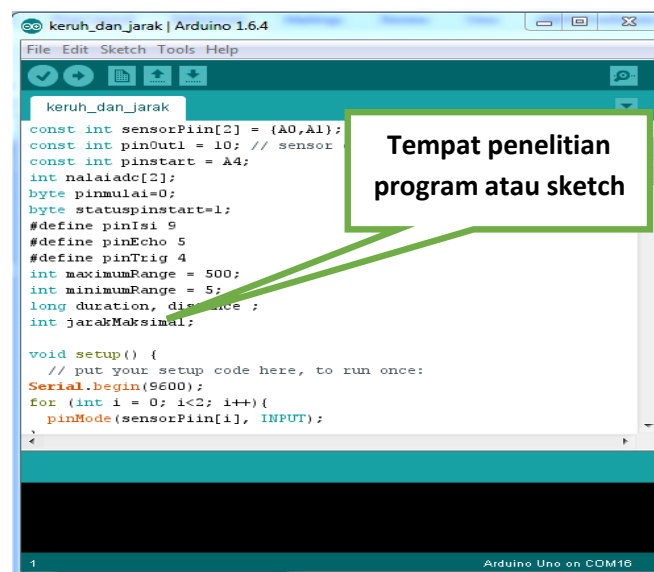 keruh_dan_jarak | Arduino 1.6.4
File Edit Sketch Tools Help
keruh_dan_jarak
const int sensorPiin[2] = {A0,A1};
const int pinOut1 = 10; // sensor
const int pinstart = A4;
int nalaiadc[2];
byte pinmulai=0;
byte statuspinstart=1;
#define pinIsi 9
#define pinEcho 5
#define pinTrig 4
int maximumRange = 500;
int minimumRange = 5;
long duration, distance ;
int jarakMaksimal;
void setup() {
// put your setup code here, to run once:
Serial.begin(9600);
for (int i = 0; i<2; i++){
pinMode(sensorPiin[i], INPUT);
Tempat penelitian
program atau sketch
1
Arduino Uno on COM16